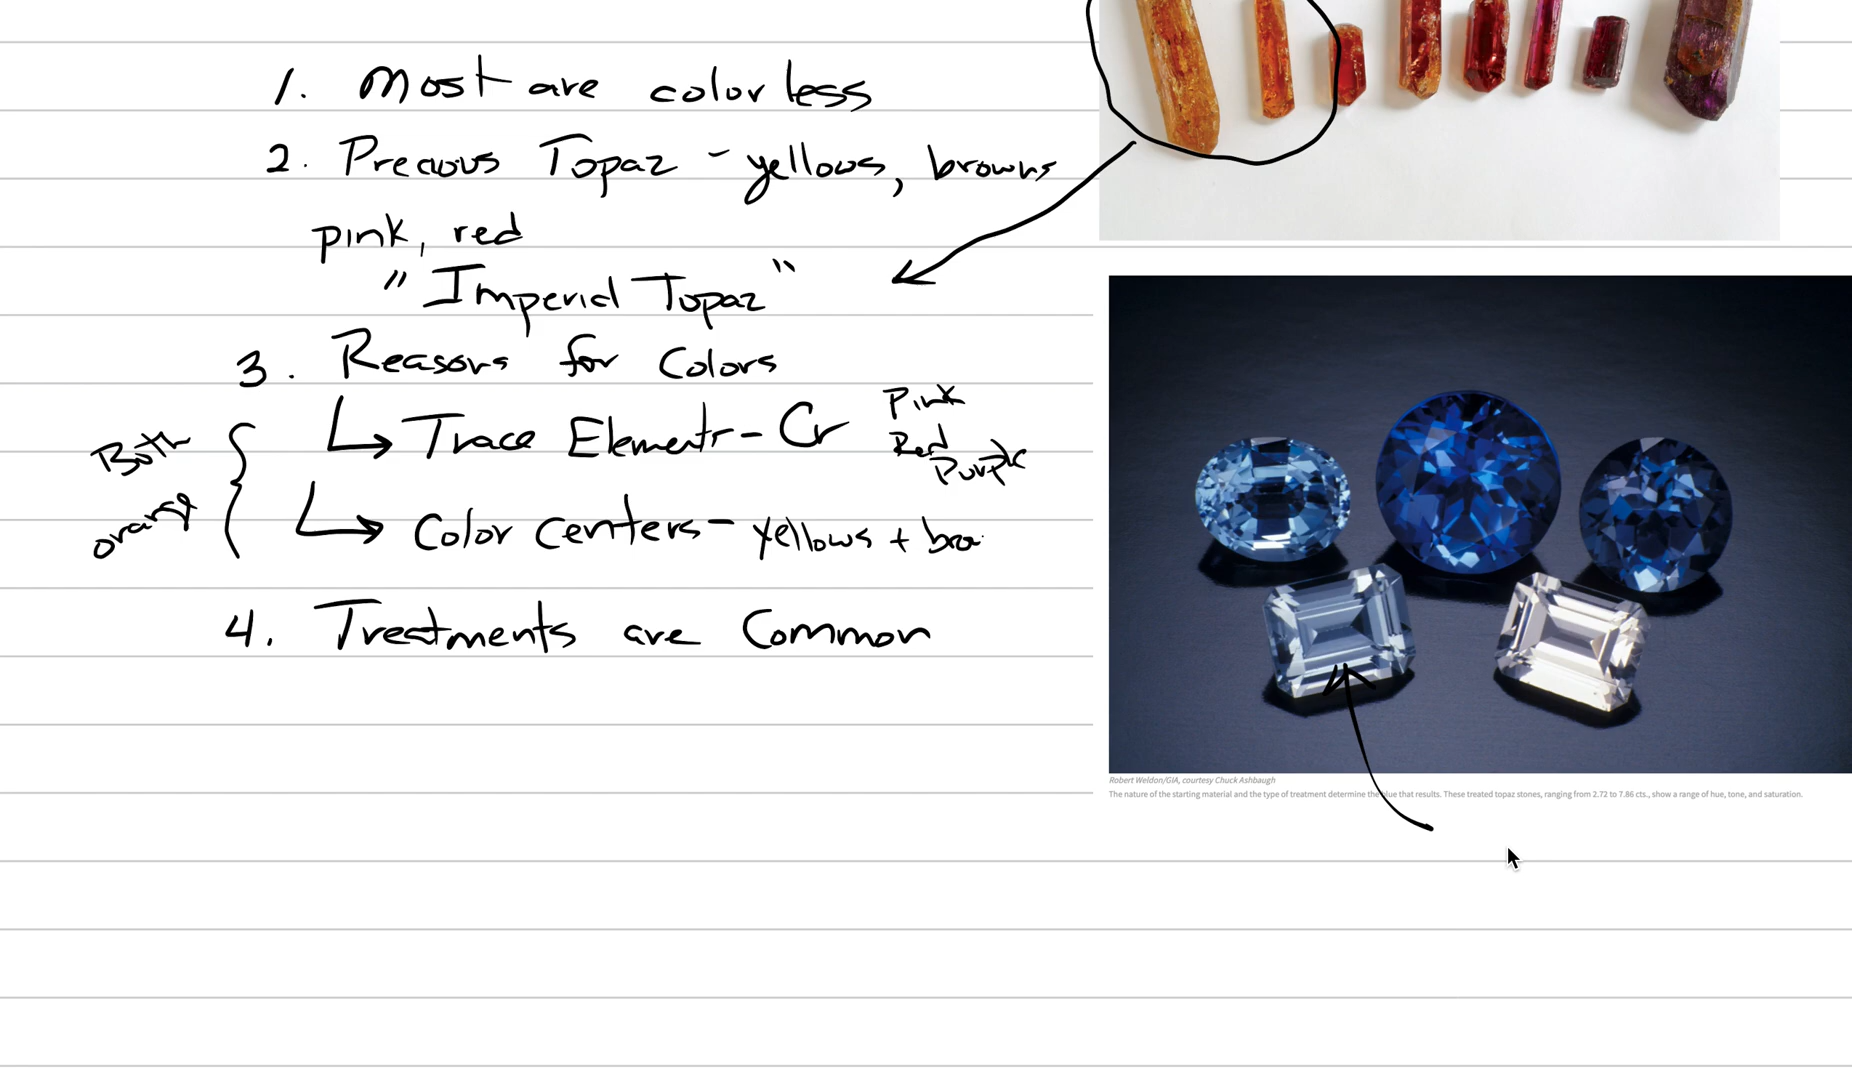 1. Most are colorless
2. Precious Topaz - yellows, browns
pink, red
"Imperial Topaz"
3. Reasons for Colors
Both
orange
Trace Elements - Cr
Pink
Red
Purple
Color centers - yellows + bro
4. Treatments are Common
Robert Weldon/GIA, courtesy Chuck Ashbaugh
The nature of the starting material and the type of treatment determine the blue that results. These treated topaz stones, ranging from 2.72 to 7.86 cts., show a range of hue, tone, and saturation.